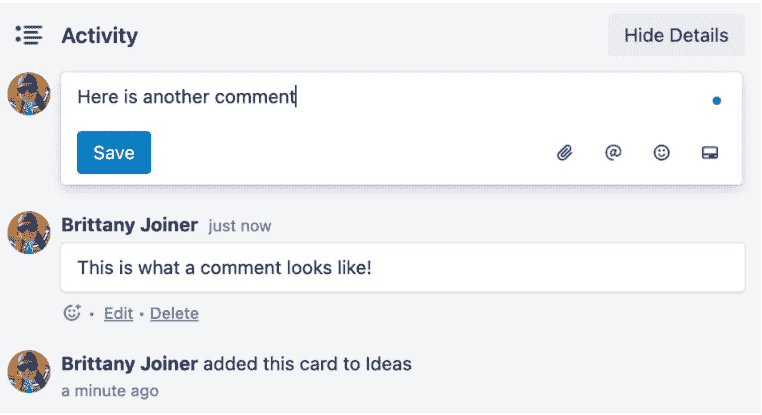 Activity
Hide Details
Here is another comment
Save
Brittany Joiner just now
This is what a comment looks like!
• Edit • Delete
Brittany Joiner added this card to Ideas
a minute ago